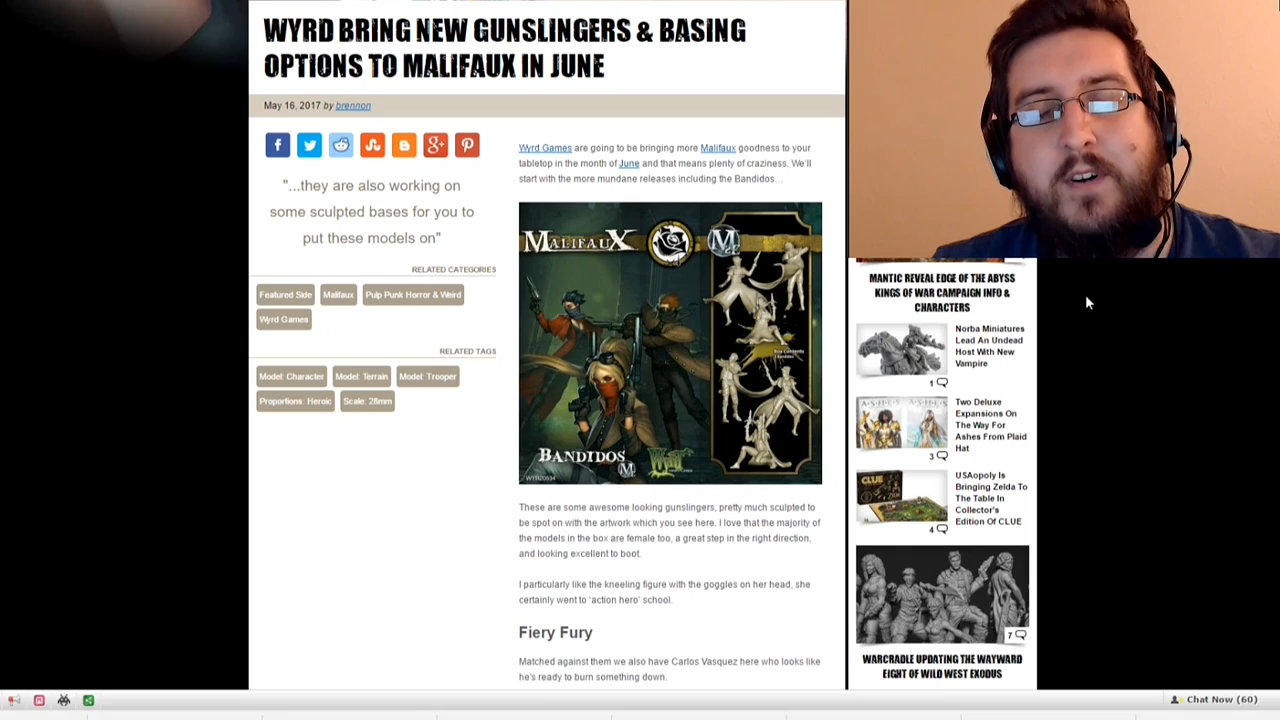 WYRD BRING NEW GUNSLINGERS & BASING
OPTIONS TO MALIFAUX IN JUNE
May 16, 2017 by brennon
"...they are also working on
some sculpted bases for you to
put these models on"
RELATED CATEGORIES
Featured Side
Malifaux
Pulp Punk Horror & Weird
Wyrd Games
RELATED TAGS
Model: Character
Model: Terrain
Model: Trooper
Proportions: Heroic
Scale: 28mm
Wyrd Games are going to be bringing more Malifaux goodness to your
tabletop in the month of June and that means plenty of craziness. We'll
start with the more mundane releases including the Bandidos…
MALIFAUX
BANDIDOS
These are some awesome looking gunslingers, pretty much sculpted to
be spot on with the artwork which you see here. I love that the majority of
the models in the box are female too, a great step in the right direction,
and looking excellent to boot.
I particularly like the kneeling figure with the goggles on her head, she
certainly went to 'action hero' school.
Fiery Fury
Matched against them we also have Carlos Vasquez here who looks like
he's ready to burn something down.
MANTIC REVEAL EDGE OF THE ABYSS
KINGS OF WAR CAMPAIGN INFO &
CHARACTERS
Norba Miniatures
Lead An Undead
Host With New
Vampire
1
ASHES
ASHES
Two Deluxe
Expansions On
The Way For
Ashes From Plaid
Hat
3
CLUE
USAopoly Is
Bringing Zelda To
The Table In
Collector's
Edition Of CLUE
4
7
WARCRADLE UPDATING THE WAYWARD
EIGHT OF WILD WEST EXODUS
Chat Now (60)